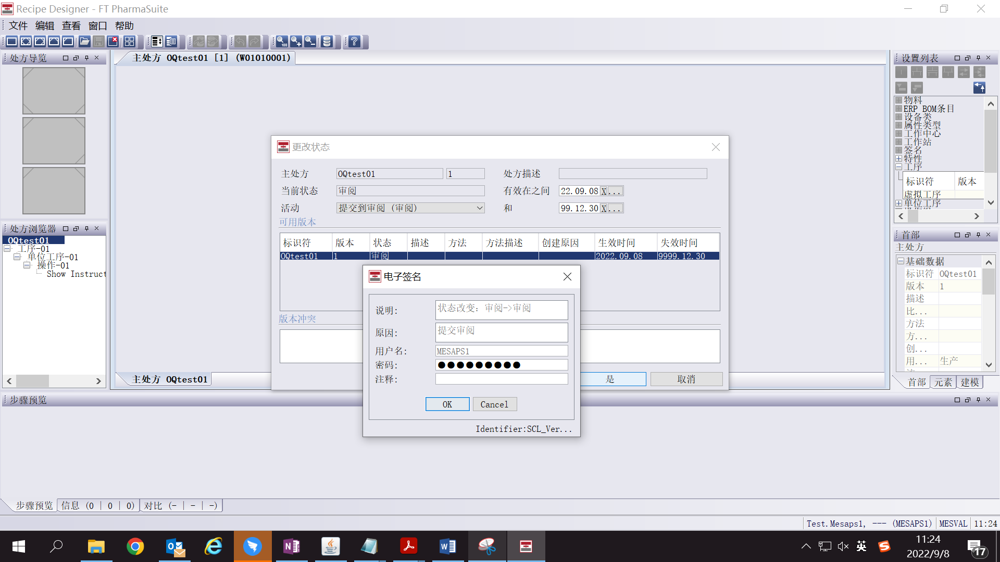 Recipe Designer - FT PharmaSuite
文件 编辑 查看 窗口 帮助
处方导览
主处方 OQtest01 [1] (W01010001)
设置列表
物料
ERP BOM条目
设备类
属性类型
工作中心
工作站
签名
特性
工序
标识符 版本
虚拟工序
单位工序
更改状态
主处方 OQtest01 1 处方描述
当前状态 审阅 有效在之间 22.09.08 X ...
活动 提交到审阅 (审阅) 和 99.12.30 X ...
可用版本
标识符 版本 状态 描述 方法 方法描述 创建原因 生效时间 失效时间
OQtest01 1 审阅 2022.09.08 9999.12.30
版本冲突
是 取消
电子签名
说明: 状态改变: 审阅->审阅
原因: 提交审阅
用户名: MESAPS1
密码: ●●●●●●●●●
注释:
OK Cancel
Identifier:SCL_Ver...
处方浏览器
OQtest01
工序-01
单位工序-01
操作-01
Show Instruct
首部
主处方
基础数据
标识符 OQtest01
版本 1
描述
比...
方法
方...
创...
用... 生产
首部 元素 建模
主处方 OQtest01
步骤预览
步骤预览 信息 (0 | 0 | 0) 对比 (- | - | -)
Test.Mesaps1, --- (MESAPS1) MESVAL 11:24
英
11:24
2022/9/8
17